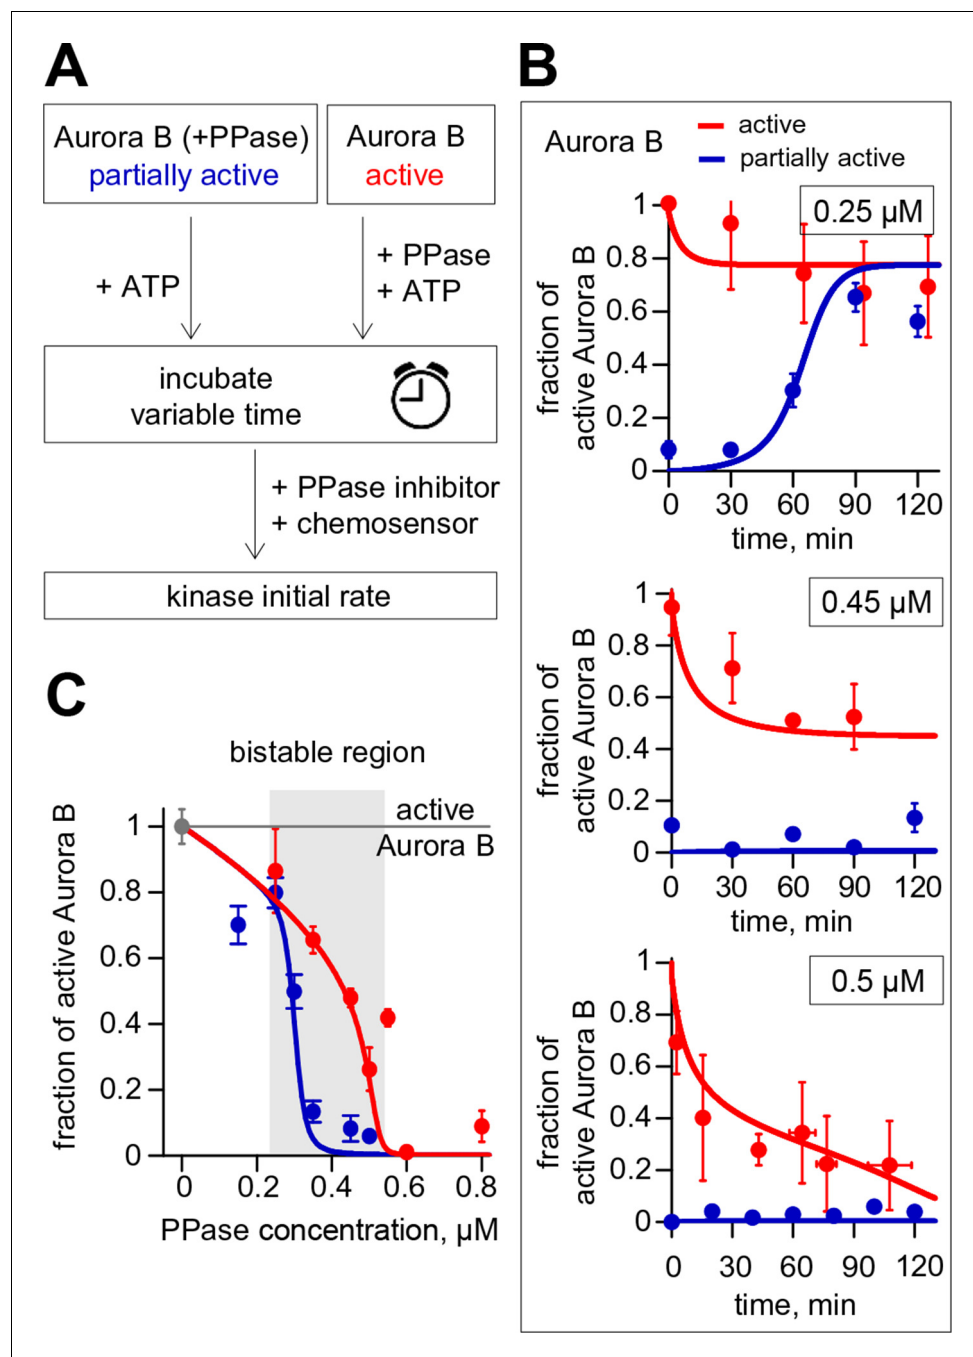 A
Aurora B (+PPase)
partially active
Aurora B
active
+ ATP
+ PPase
+ ATP
incubate
variable time
+ PPase inhibitor
+ chemosensor
kinase initial rate
B
Aurora B
active
partially active
0.25 µM
fraction of
active Aurora B
1
0.8
0.6
0.4
0.2
0
0 30 60 90 120
time, min
0.45 µM
fraction of
active Aurora B
1
0.8
0.6
0.4
0.2
0
0 30 60 90 120
time, min
0.5 µM
fraction of
active Aurora B
1
0.8
0.6
0.4
0.2
0
0 30 60 90 120
time, min
C
bistable region
active
Aurora B
fraction of active Aurora B
1
0.8
0.6
0.4
0.2
0
0 0.2 0.4 0.6 0.8
PPase concentration, µM